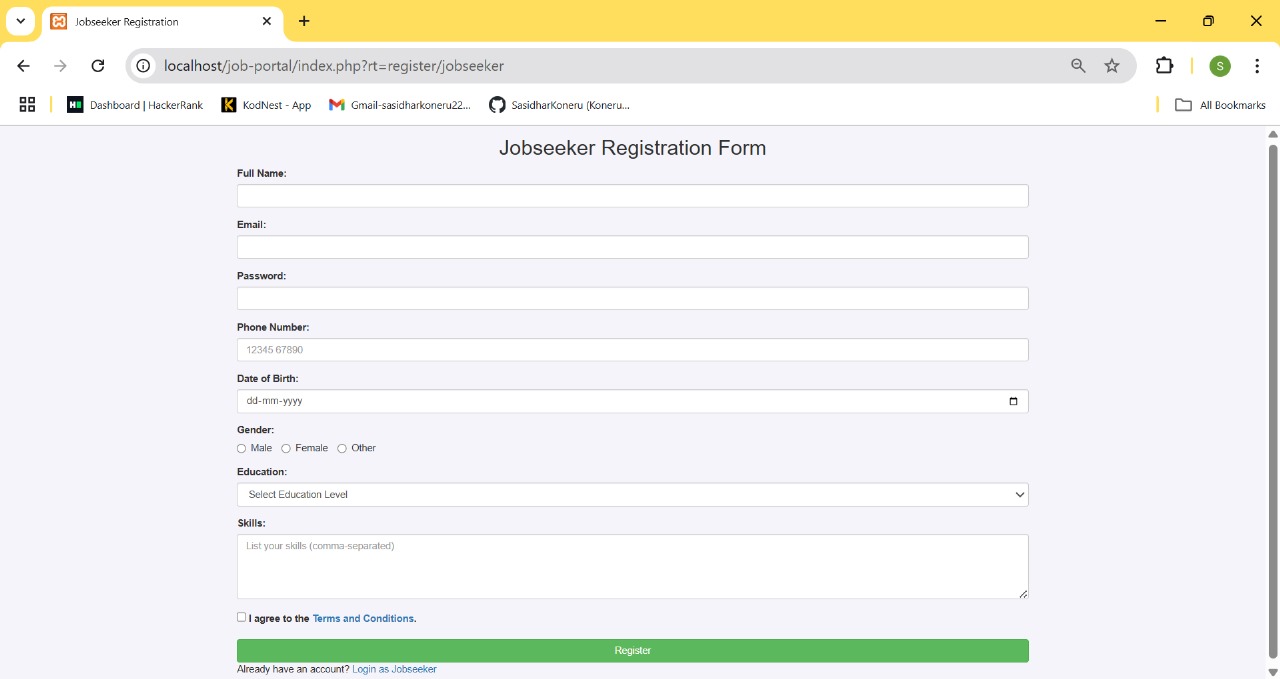 Jobseeker Registration
localhost/job-portal/index.php?rt=register/jobseeker
S
Dashboard | HackerRank
KodNest - App
Gmail-sasidharkoneru22...
SasidharKoneru (Koneru...
All Bookmarks
Jobseeker Registration Form
Full Name:
Email:
Password:
Phone Number:
12345 67890
Date of Birth:
dd-mm-yyyy
Gender:
Male Female Other
Education:
Select Education Level
Skills:
List your skills (comma-separated)
I agree to the Terms and Conditions.
Register
Already have an account? Login as Jobseeker